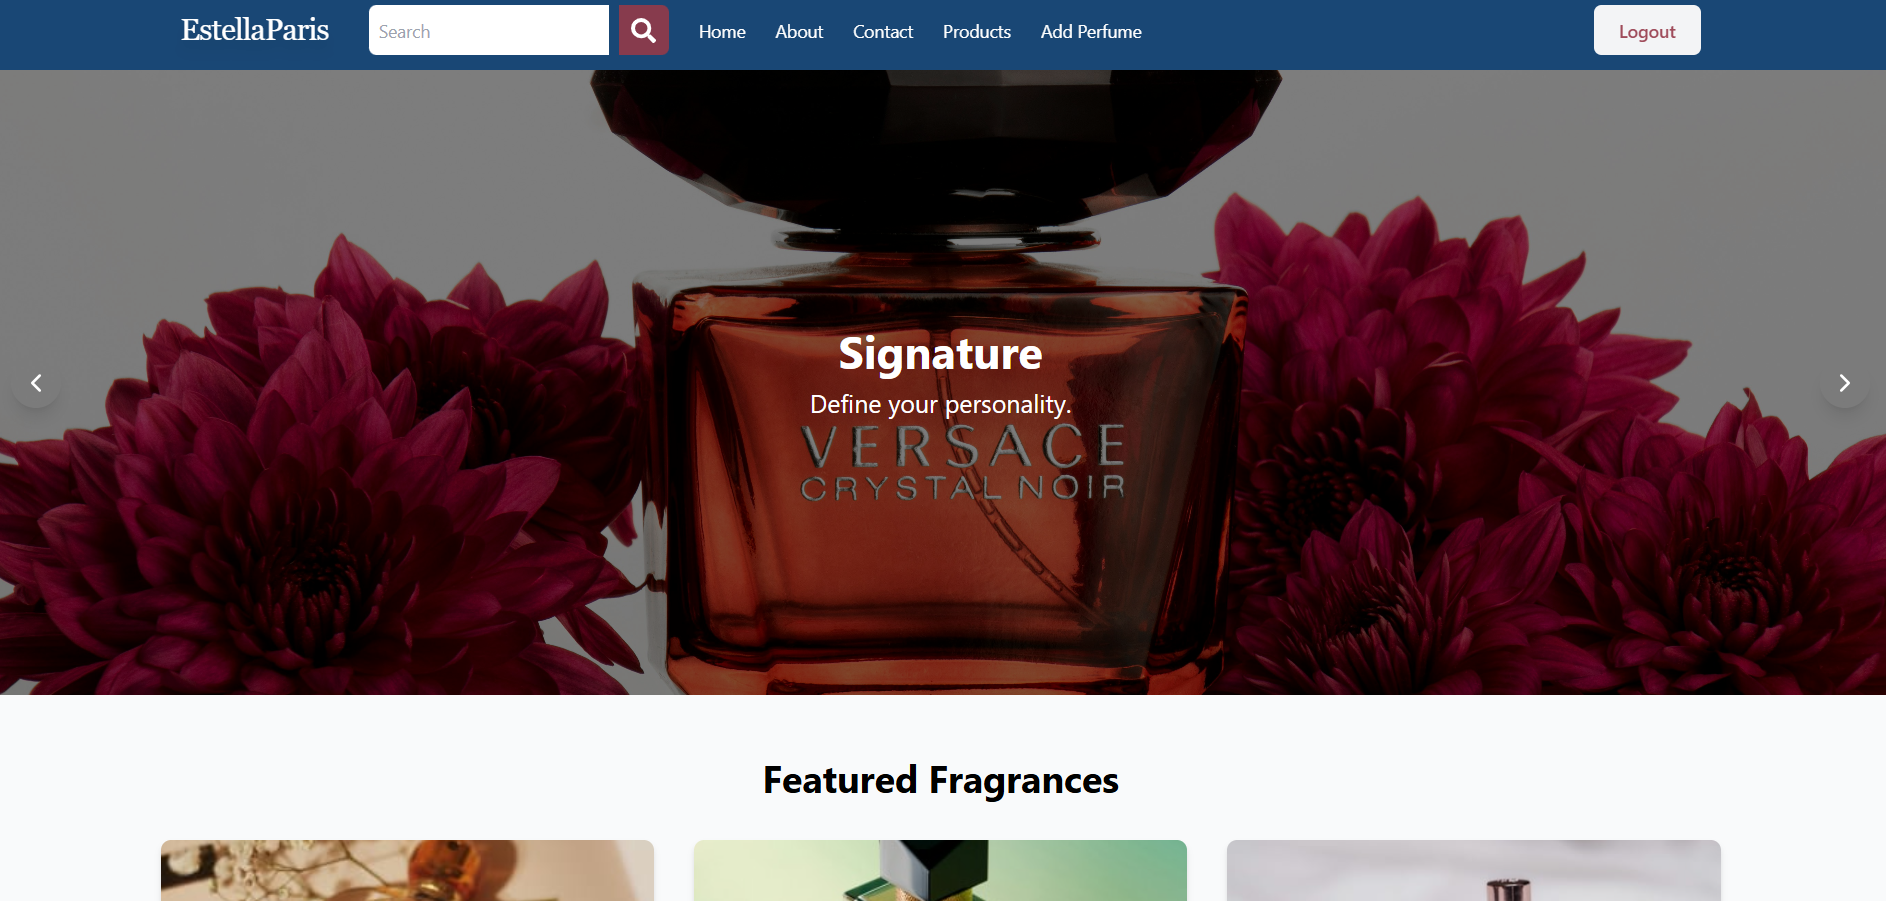 EstellaParis
Search
Home
About
Contact
Products
Add Perfume
Logout
Signature
Define your personality.
VERSACE
CRYSTAL NOIR
Featured Fragrances